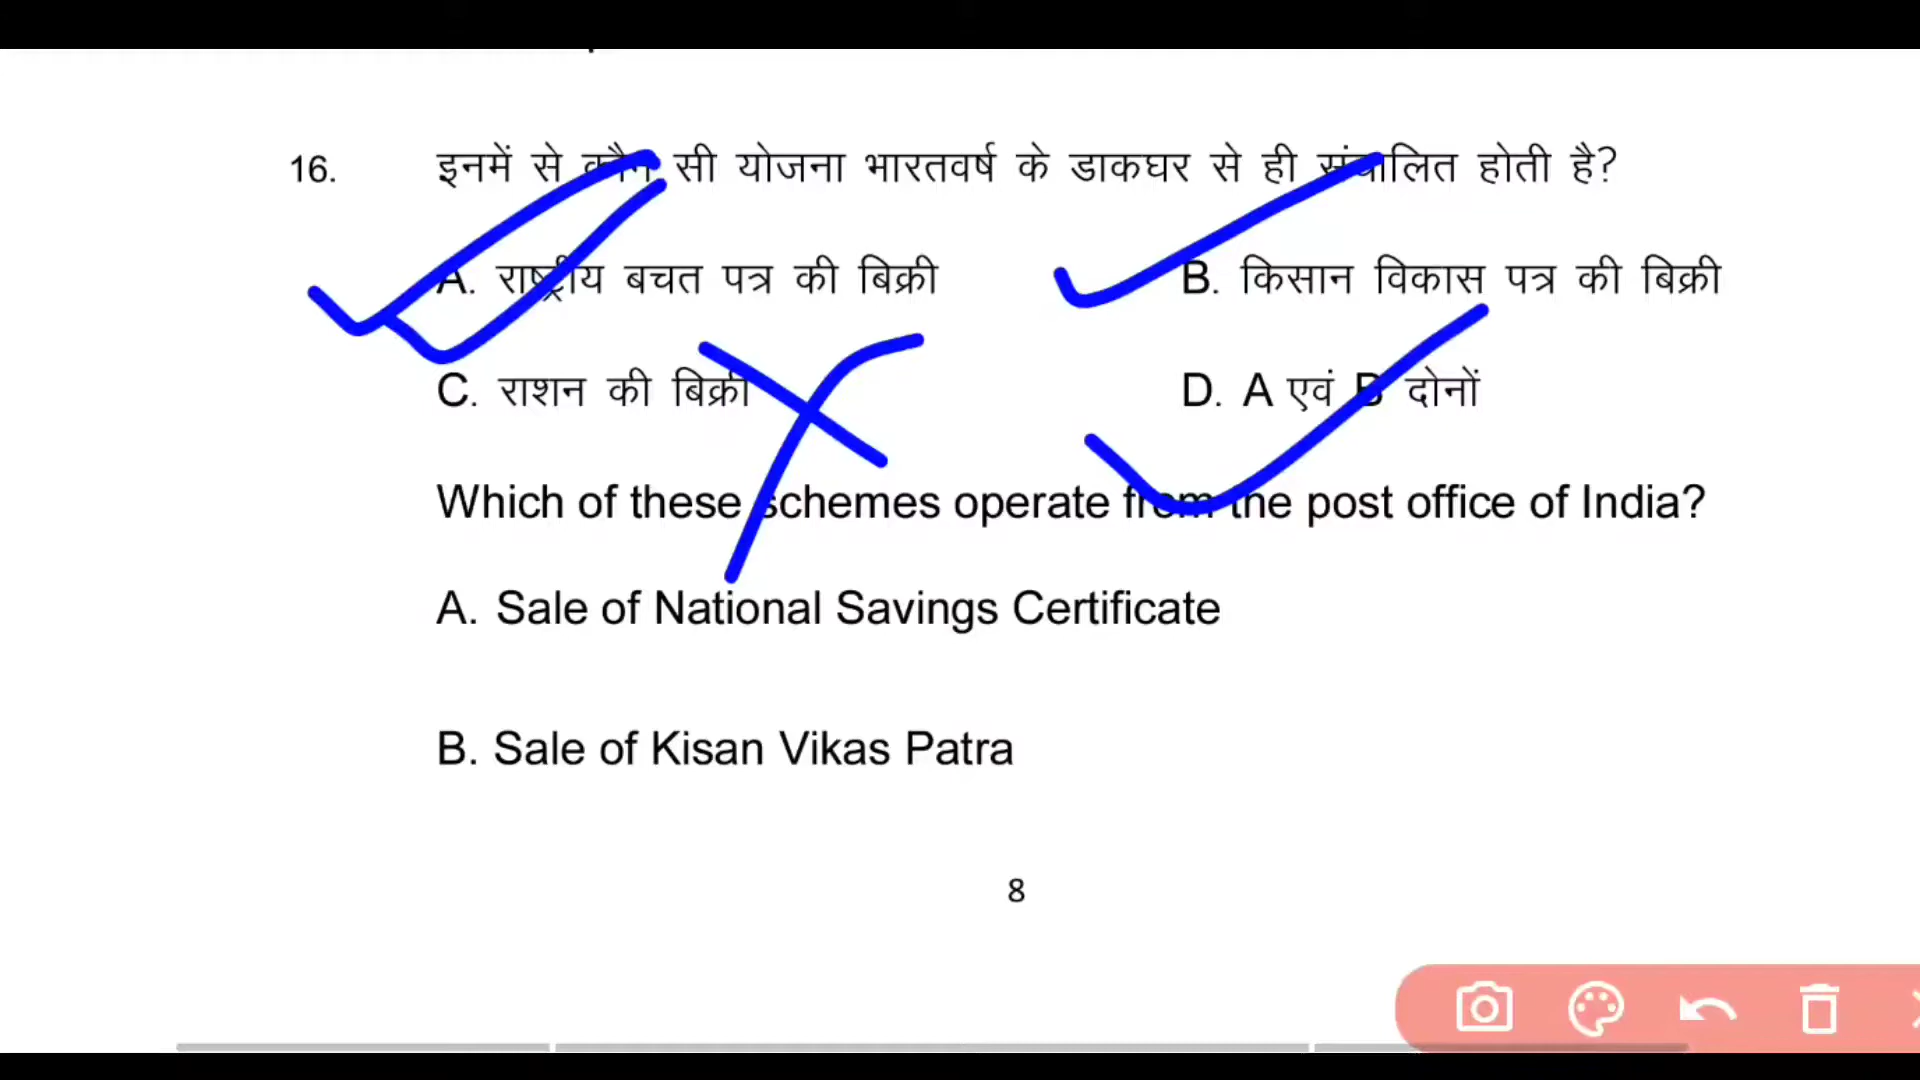 16. इनमें से कौन सी योजना भारतवर्ष के डाकघर से ही संचालित होती है?
A. राष्ट्रीय बचत पत्र की बिक्री B. किसान विकास पत्र की बिक्री
C. राशन की बिक्री D. A एवं B दोनों
Which of these schemes operate from the post office of India?
A. Sale of National Savings Certificate
B. Sale of Kisan Vikas Patra
8